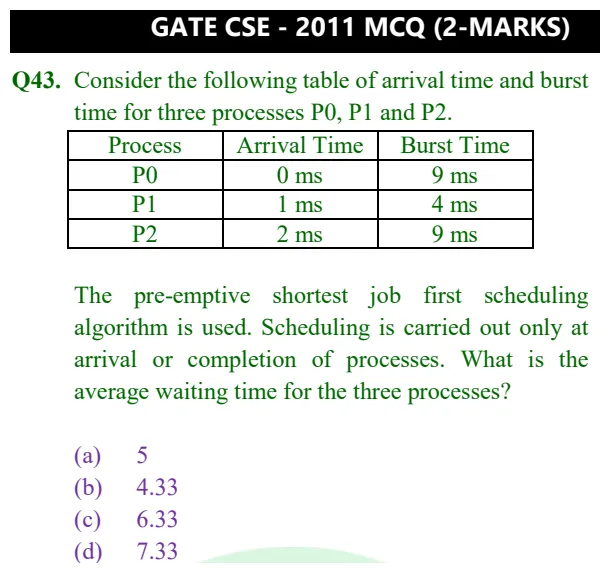 GATE CSE - 2011 MCQ (2-MARKS)
Q43. Consider the following table of arrival time and burst
time for three processes P0, P1 and P2.
Process Arrival Time Burst Time
P0 0 ms 9 ms
P1 1 ms 4 ms
P2 2 ms 9 ms
The pre-emptive shortest job first scheduling
algorithm is used. Scheduling is carried out only at
arrival or completion of processes. What is the
average waiting time for the three processes?
(a) 5
(b) 4.33
(c) 6.33
(d) 7.33